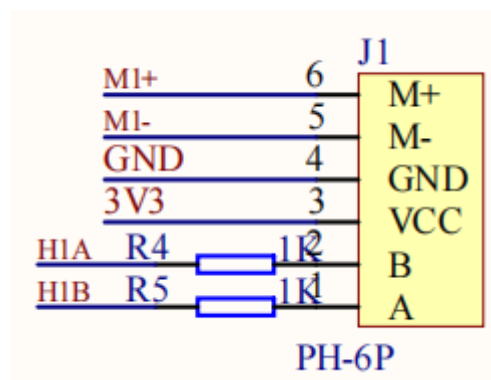 J1
M1+ 6 M+
M1- 5 M-
GND 4 GND
3V3 3 VCC
H1A R4 1K 2 B
H1B R5 1K 1 A
PH-6P